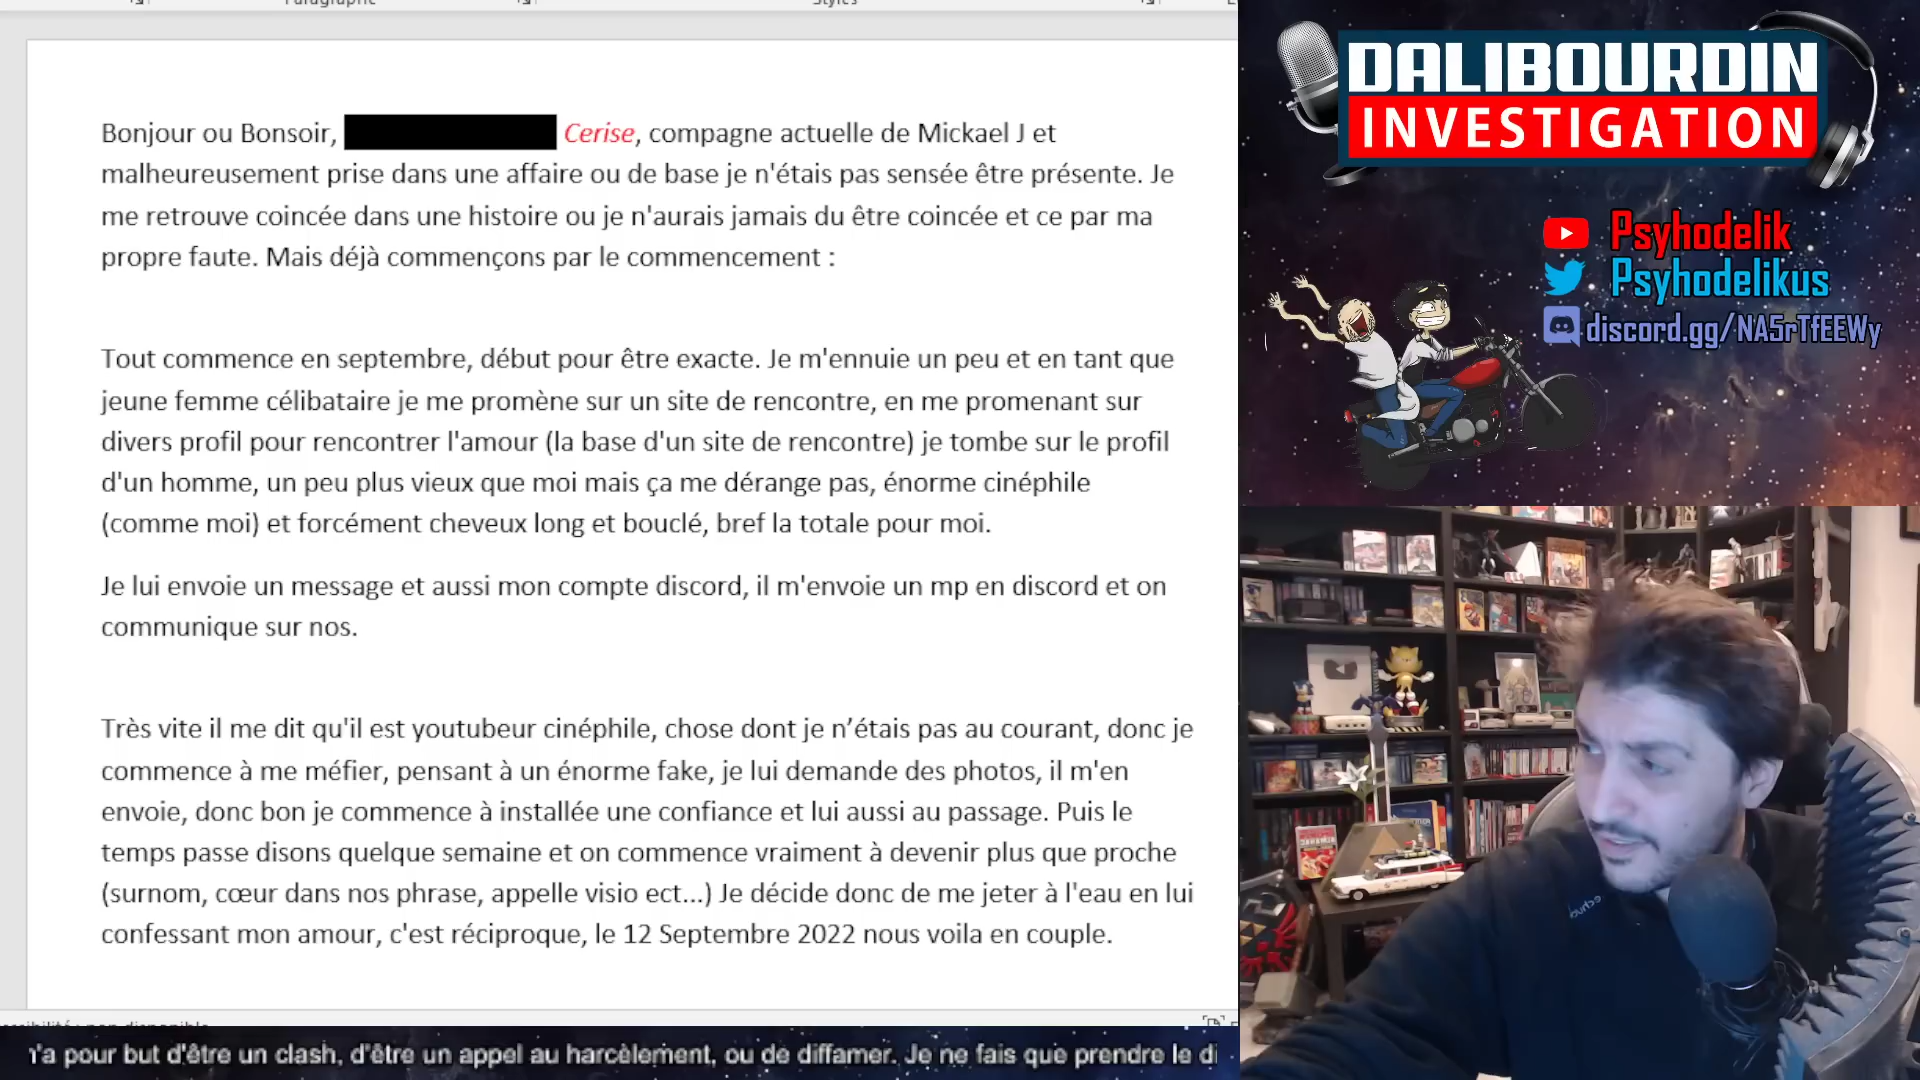 Paragraphe
Styles
Bonjour ou Bonsoir, Cerise, compagne actuelle de Mickael J et
malheureusement prise dans une affaire ou de base je n'étais pas sensée être présente. Je
me retrouve coincée dans une histoire ou je n'aurais jamais du être coincée et ce par ma
propre faute. Mais déjà commençons par le commencement :
Tout commence en septembre, début pour être exacte. Je m'ennuie un peu et en tant que
jeune femme célibataire je me promène sur un site de rencontre, en me promenant sur
divers profil pour rencontrer l'amour (la base d'un site de rencontre) je tombe sur le profil
d'un homme, un peu plus vieux que moi mais ça me dérange pas, énorme cinéphile
(comme moi) et forcément cheveux long et bouclé, bref la totale pour moi.
Je lui envoie un message et aussi mon compte discord, il m'envoie un mp en discord et on
communique sur nos.
Très vite il me dit qu'il est youtubeur cinéphile, chose dont je n’étais pas au courant, donc je
commence à me méfier, pensant à un énorme fake, je lui demande des photos, il m'en
envoie, donc bon je commence à installée une confiance et lui aussi au passage. Puis le
temps passe disons quelque semaine et on commence vraiment à devenir plus que proche
(surnom, cœur dans nos phrase, appelle visio ect...) Je décide donc de me jeter à l'eau en lui
confessant mon amour, c'est réciproque, le 12 Septembre 2022 nous voila en couple.
DALIBOURDIN
INVESTIGATION
Psyhodelik
Psyhodelikus
discord.gg/NA5rTfEEWy
n'a pour but d'être un clash, d'être un appel au harcèlement, ou de diffamer. Je ne fais que prendre le di